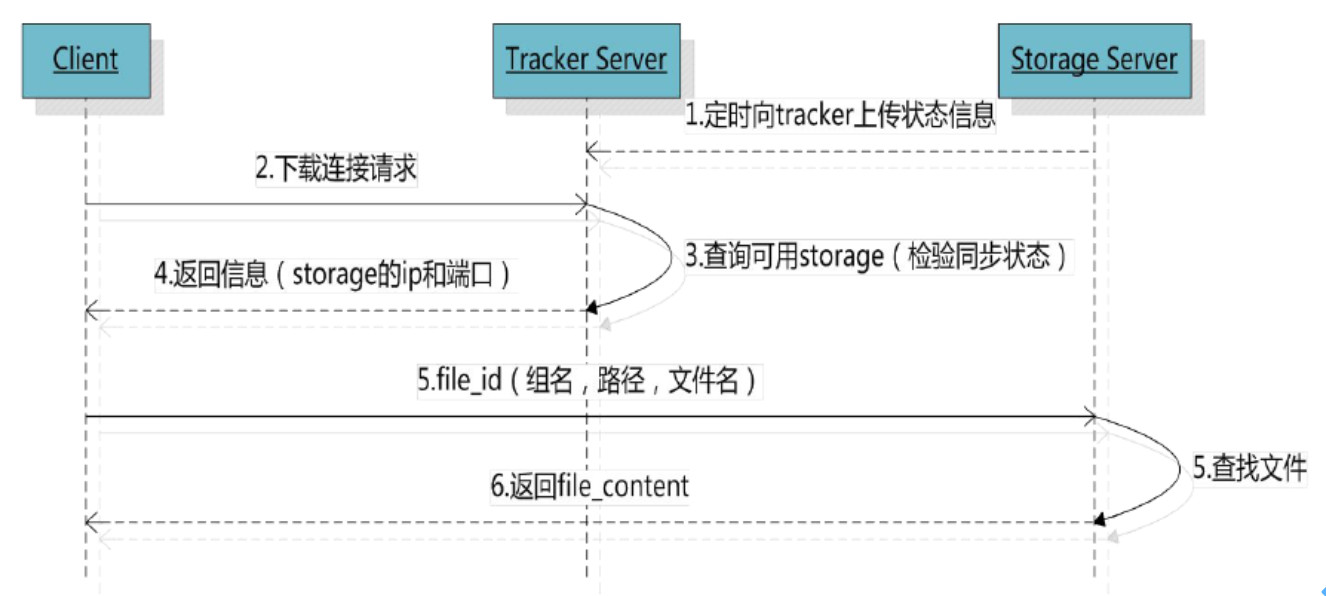 Client
Tracker Server
Storage Server
1.定时向tracker上传状态信息
2.下载连接请求
3.查询可用storage（检验同步状态）
4.返回信息（storage的ip和端口）
5.file_id（组名，路径，文件名）
5.查找文件
6.返回file_content